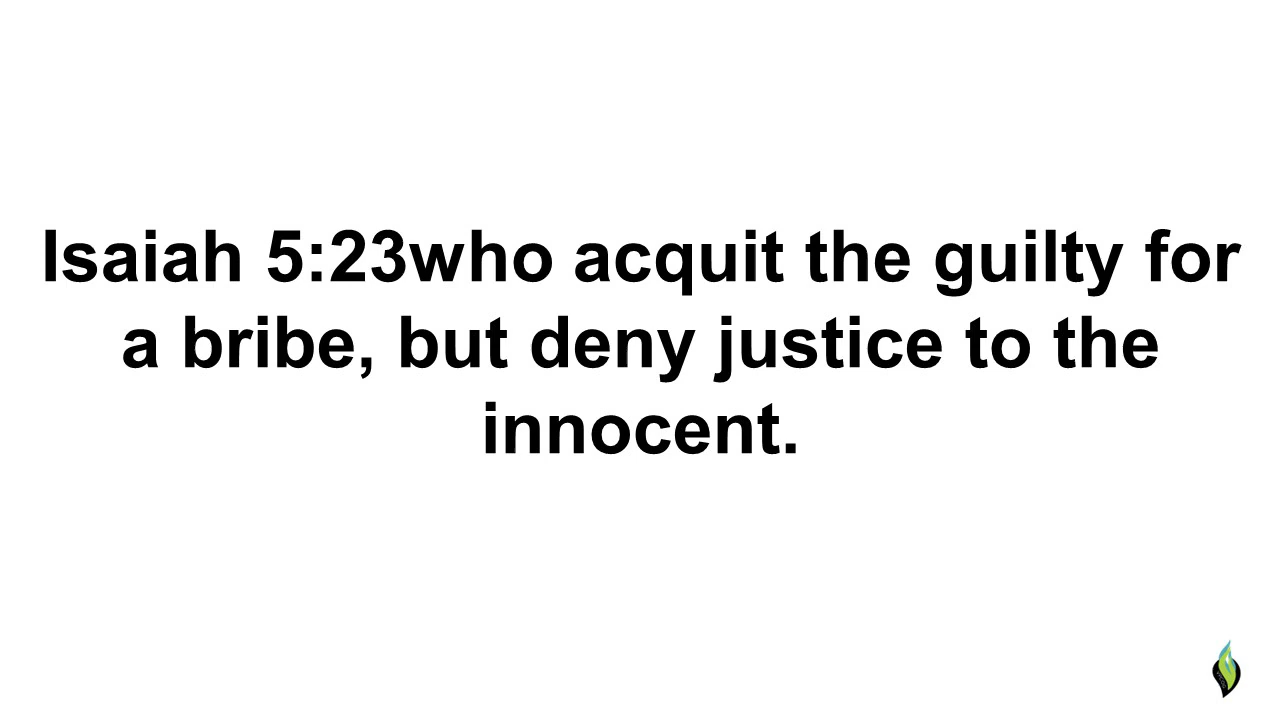 Isaiah 5:23who acquit the guilty for
a bribe, but deny justice to the
innocent.